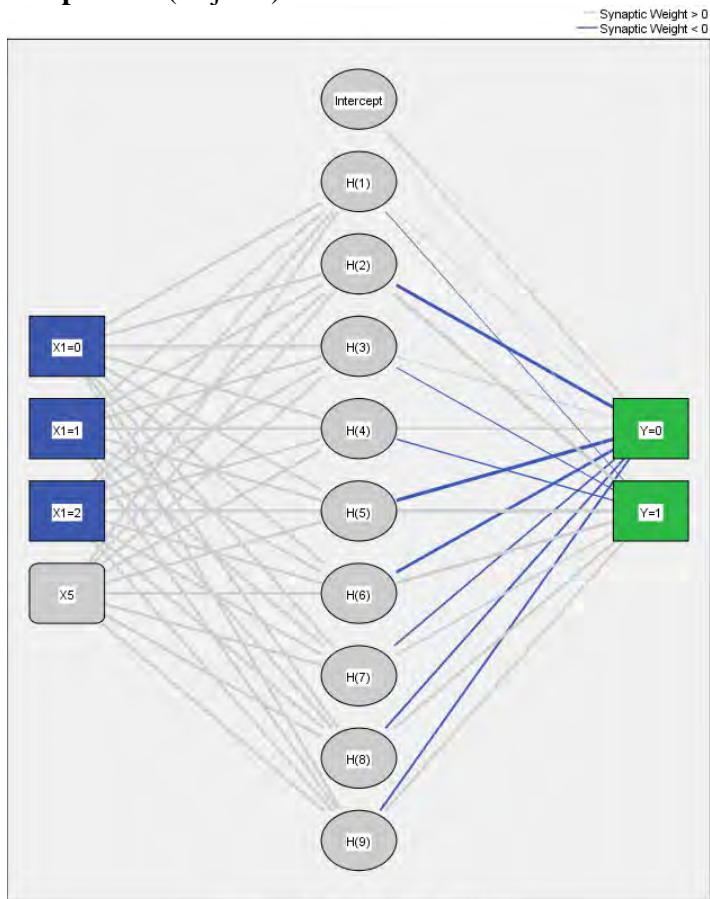 Synaptic Weight > 0
Synaptic Weight < 0
Intercept
H(1)
H(2)
H(3)
H(4)
H(5)
H(6)
H(7)
H(8)
H(9)
X1=0
X1=1
X1=2
X5
Y=0
Y=1